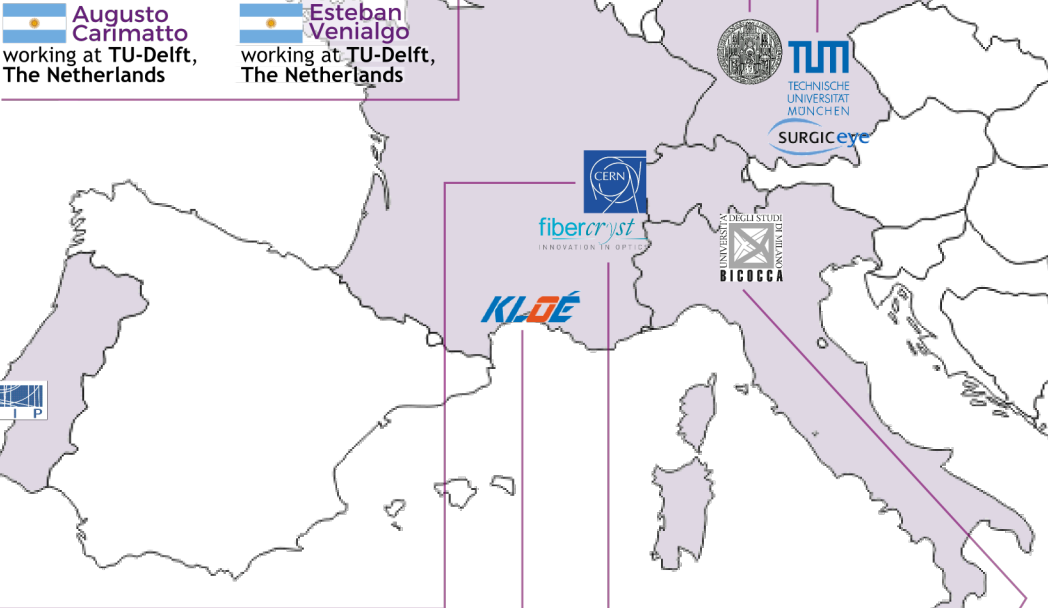 Augusto
Carimatto
working at TU-Delft,
The Netherlands
Esteban
Venialgo
working at TU-Delft,
The Netherlands
TUM
TECHNISCHE
UNIVERSITÄT
MÜNCHEN
SURGICeye
CERN
fibercryst
INNOVATION IN OPTIC
UNIVERSITÀ
DEGLI STUDI
DI MILANO
BICOCCA
KLOÉ
I P